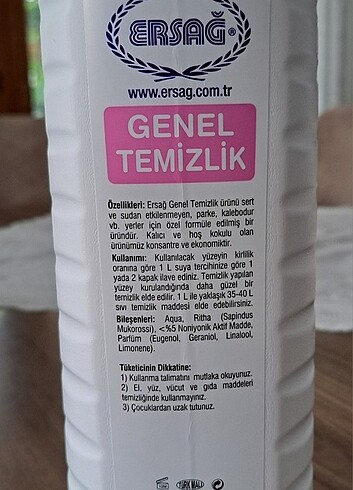 ERSAĞ®
www.ersag.com.tr
GENEL
TEMİZLİK
Özellikleri: Ersağ Genel Temizlik ürünü sert
ve sudan etkilenmeyen, parke, kalebodur
vb. yerler için özel formüle edilmiş bir
üründür. Kalıcı ve hoş kokulu olan
ürünümüz konsantre ve ekonomiktir.
Kullanımı: Kullanılacak yüzeyin kirlilik
oranına göre 1 L suya tercihinize göre 1
yada 2 kapak ilave ediniz. Temizlik yapılan
yüzey kurulandığında daha güzel bir
temizlik elde edilir. 1 L ile yaklaşık 35-40 L
sıvı temizlik maddesi elde edebilirsiniz.
Bileşenleri: Aqua, Ritha (Sapindus
Mukorossi), <%5 Noniyonik Aktif Madde,
Parfüm (Eugenol, Geraniol, Linalool,
Limonene).
Tüketicinin Dikkatine:
1) Kullanma talimatını mutlaka okuyunuz.
2) El, yüz, vücut ve gıda maddeleri
temizliğinde kullanmayınız.
3) Çocuklardan uzak tutunuz.
TÜRK MALI